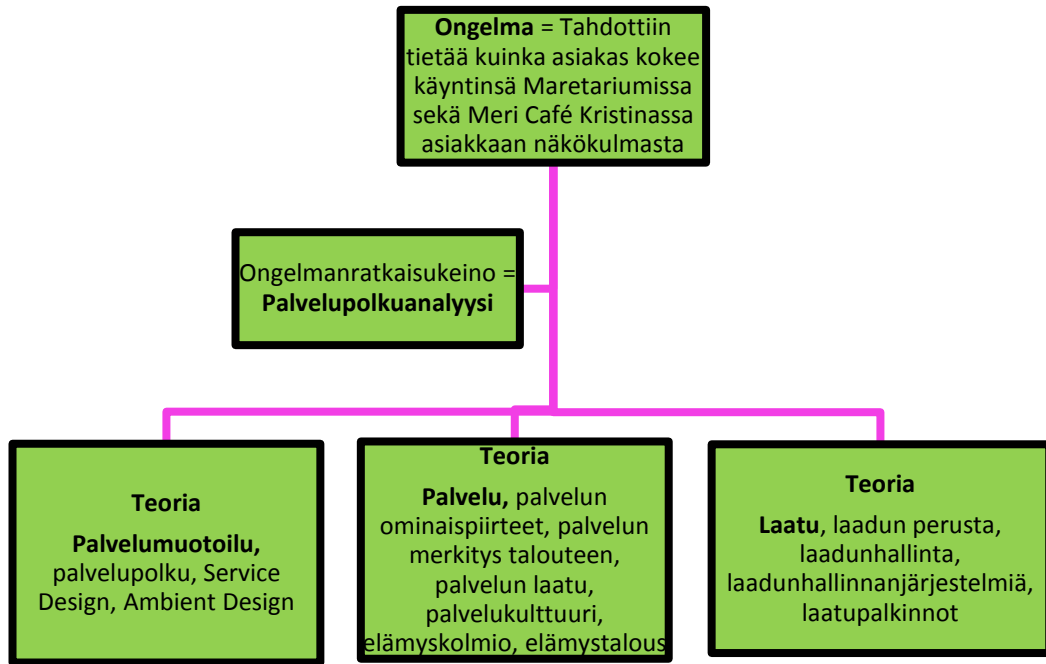 Ongelma = Tahdottiin
tietää kuinka asiakas kokee
käyntinsä Maretariumissa
sekä Meri Café Kristinassa
asiakkaan näkökulmasta
Ongelmanratkaisukeino =
Palvelupolkuanalyysi
Teoria
Palvelumuotoilu,
palvelupolku, Service
Design, Ambient Design
Teoria
Palvelu, palvelun
ominaispiirteet, palvelun
merkitys talouteen,
palvelun laatu,
palvelukulttuuri,
elämyskolmio, elämystalous
Teoria
Laatu, laadun perusta,
laadunhallinta,
laadunhallinnanjärjestelmiä,
laatupalkinnot